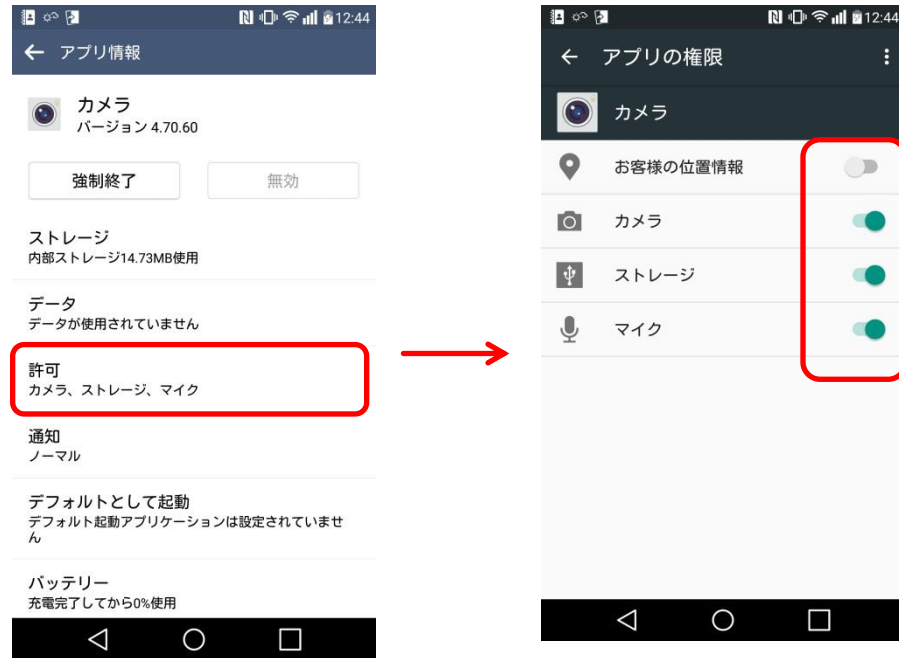 12:44
アプリ情報
カメラ
バージョン 4.70.60
強制終了
無効
ストレージ
内部ストレージ14.73MB使用
データ
データが使用されていません
許可
カメラ、ストレージ、マイク
通知
ノーマル
デフォルトとして起動
デフォルト起動アプリケーションは設定されていませ
ん
バッテリー
充電完了してから0%使用
12:44
アプリの権限
カメラ
お客様の位置情報
カメラ
ストレージ
マイク